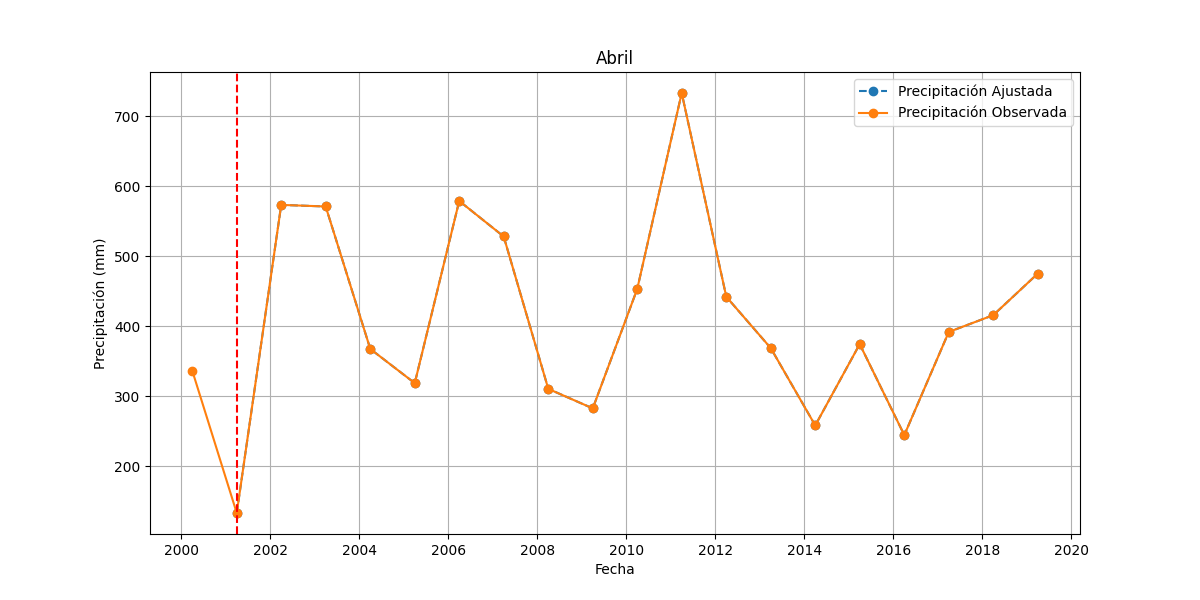 Abril
Precipitación Ajustada
Precipitación Observada
Precipitación (mm)
700
600
500
400
300
200
2000 2002 2004 2006 2008 2010 2012 2014 2016 2018 2020
Fecha